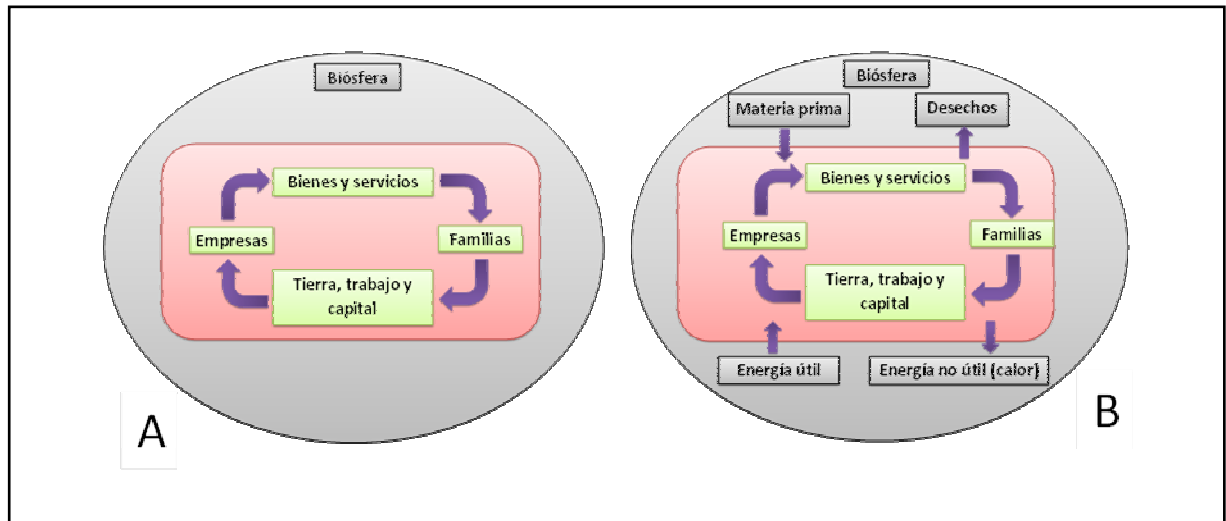 Biósfera
Bienes y servicios
Empresas
Familias
Tierra, trabajo y
capital
A
Biósfera
Materia prima
Desechos
Bienes y servicios
Empresas
Familias
Tierra, trabajo y
capital
Energía útil
Energía no útil (calor)
B